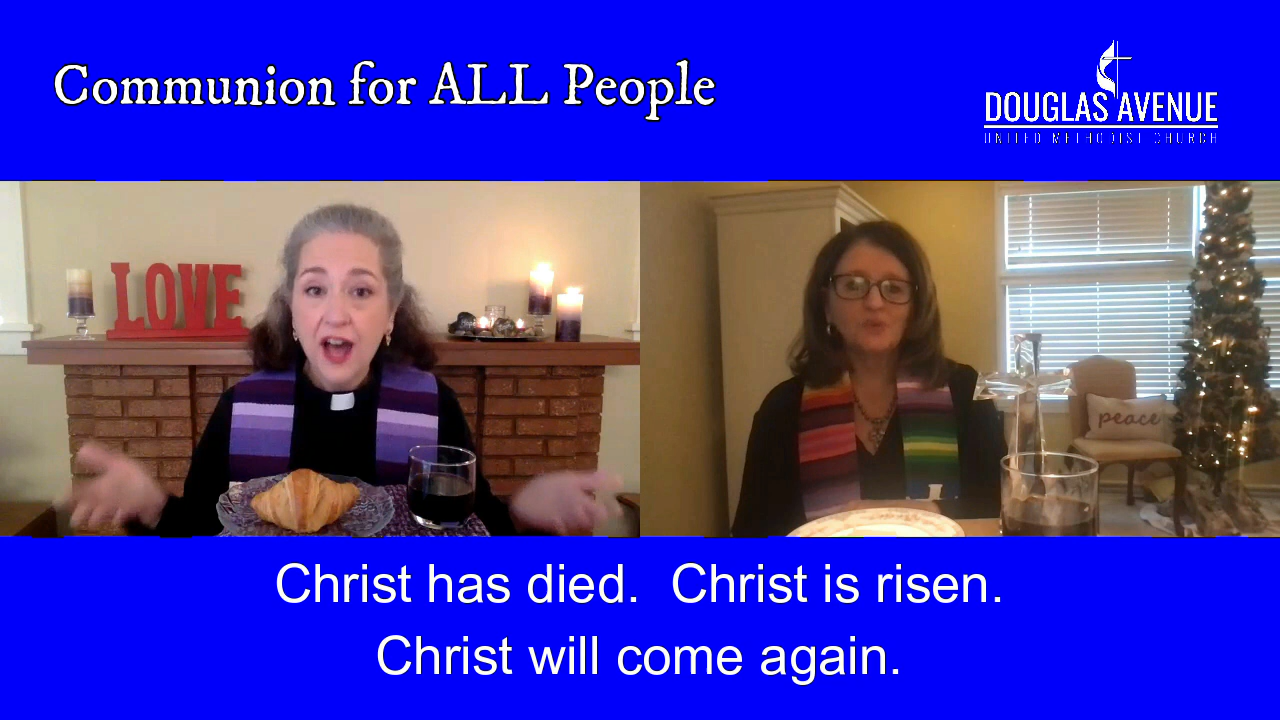 Communion for ALL People
DOUGLAS AVENUE
UNITED METHODIST CHURCH
LOVE
peace
Christ has died. Christ is risen.
Christ will come again.